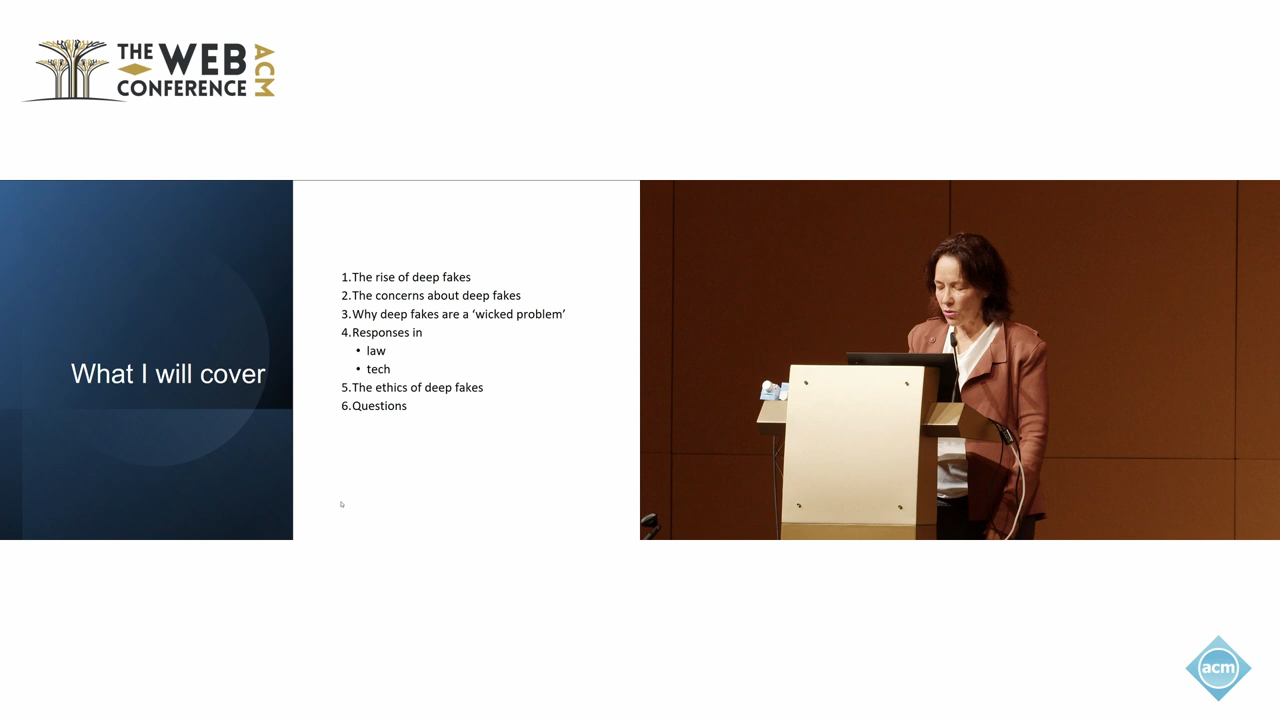 THE WEB
CONFERENCE
ACM
What I will cover
1.The rise of deep fakes
2.The concerns about deep fakes
3.Why deep fakes are a ‘wicked problem’
4.Responses in
• law
• tech
5.The ethics of deep fakes
6.Questions
acm